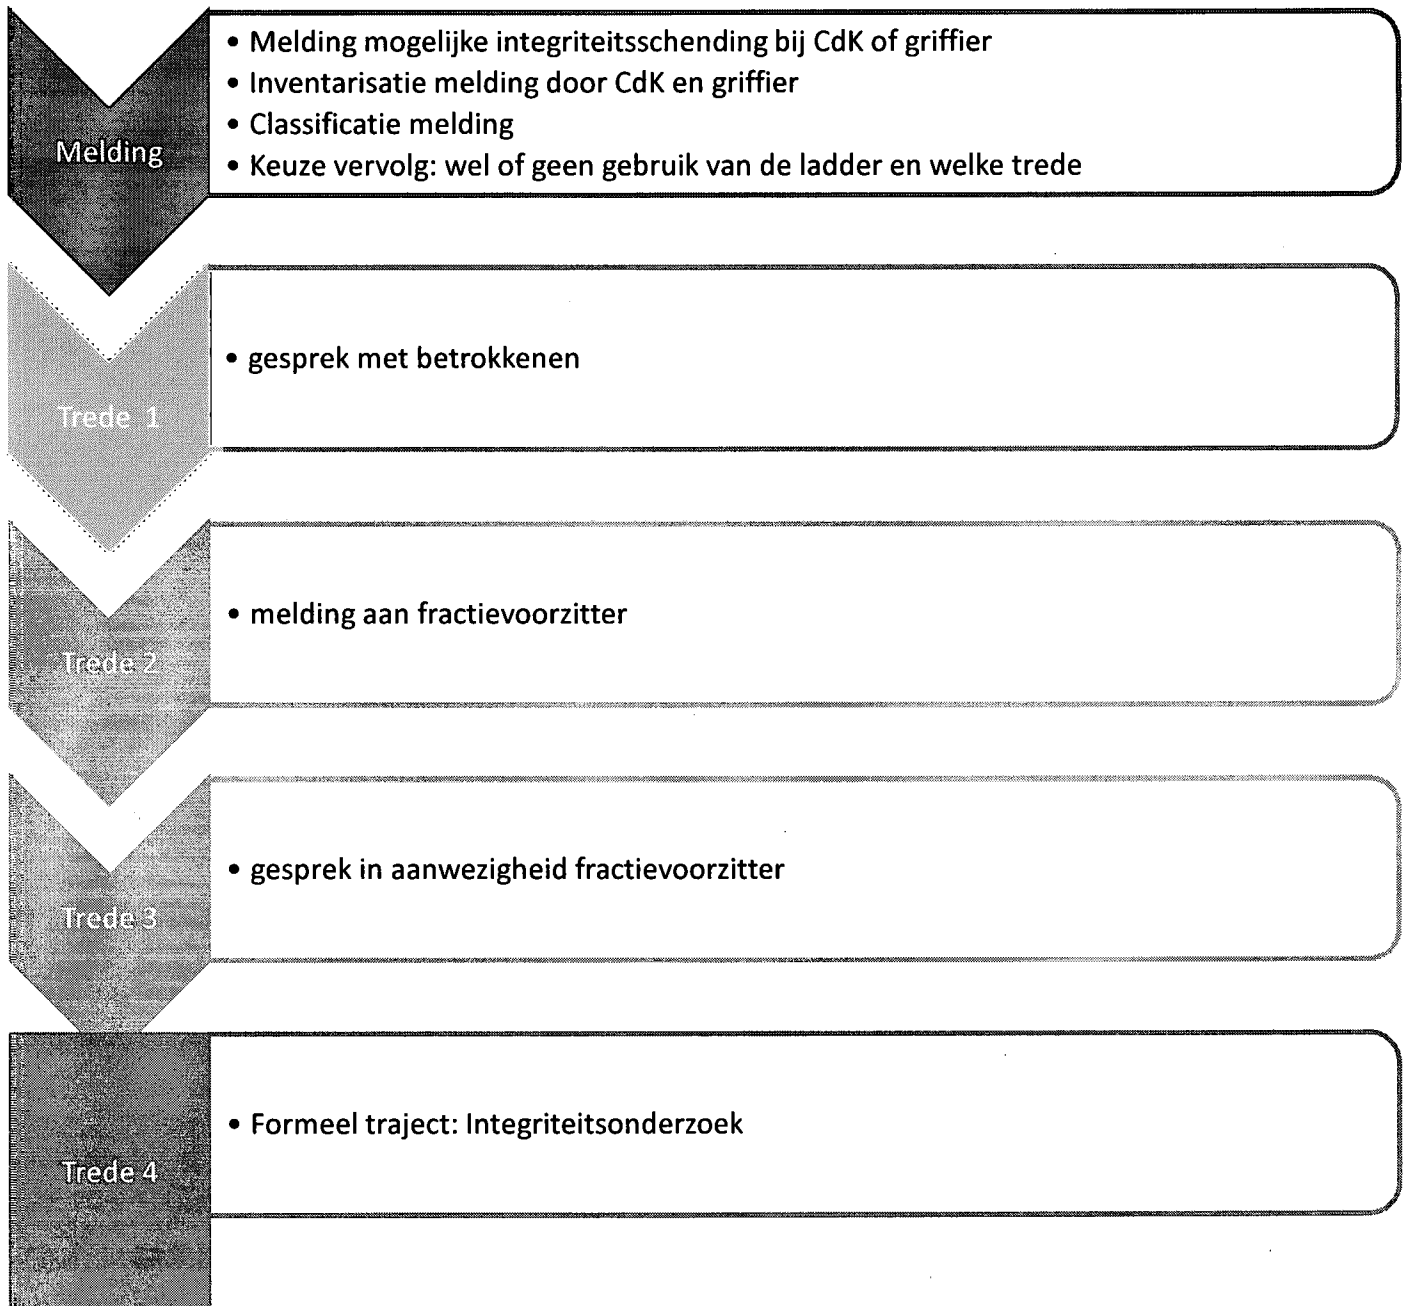 Melding
• Melding mogelijke integriteitsschending bij CdK of griffier
• Inventarisatie melding door CdK en griffier
• Classificatie melding
• Keuze vervolg: wel of geen gebruik van de ladder en welke trede
Trede 1
• gesprek met betrokkenen
Trede 2
• melding aan fractievoorzitter
Trede 3
• gesprek in aanwezigheid fractievoorzitter
Trede 4
• Formeel traject: Integriteitsonderzoek